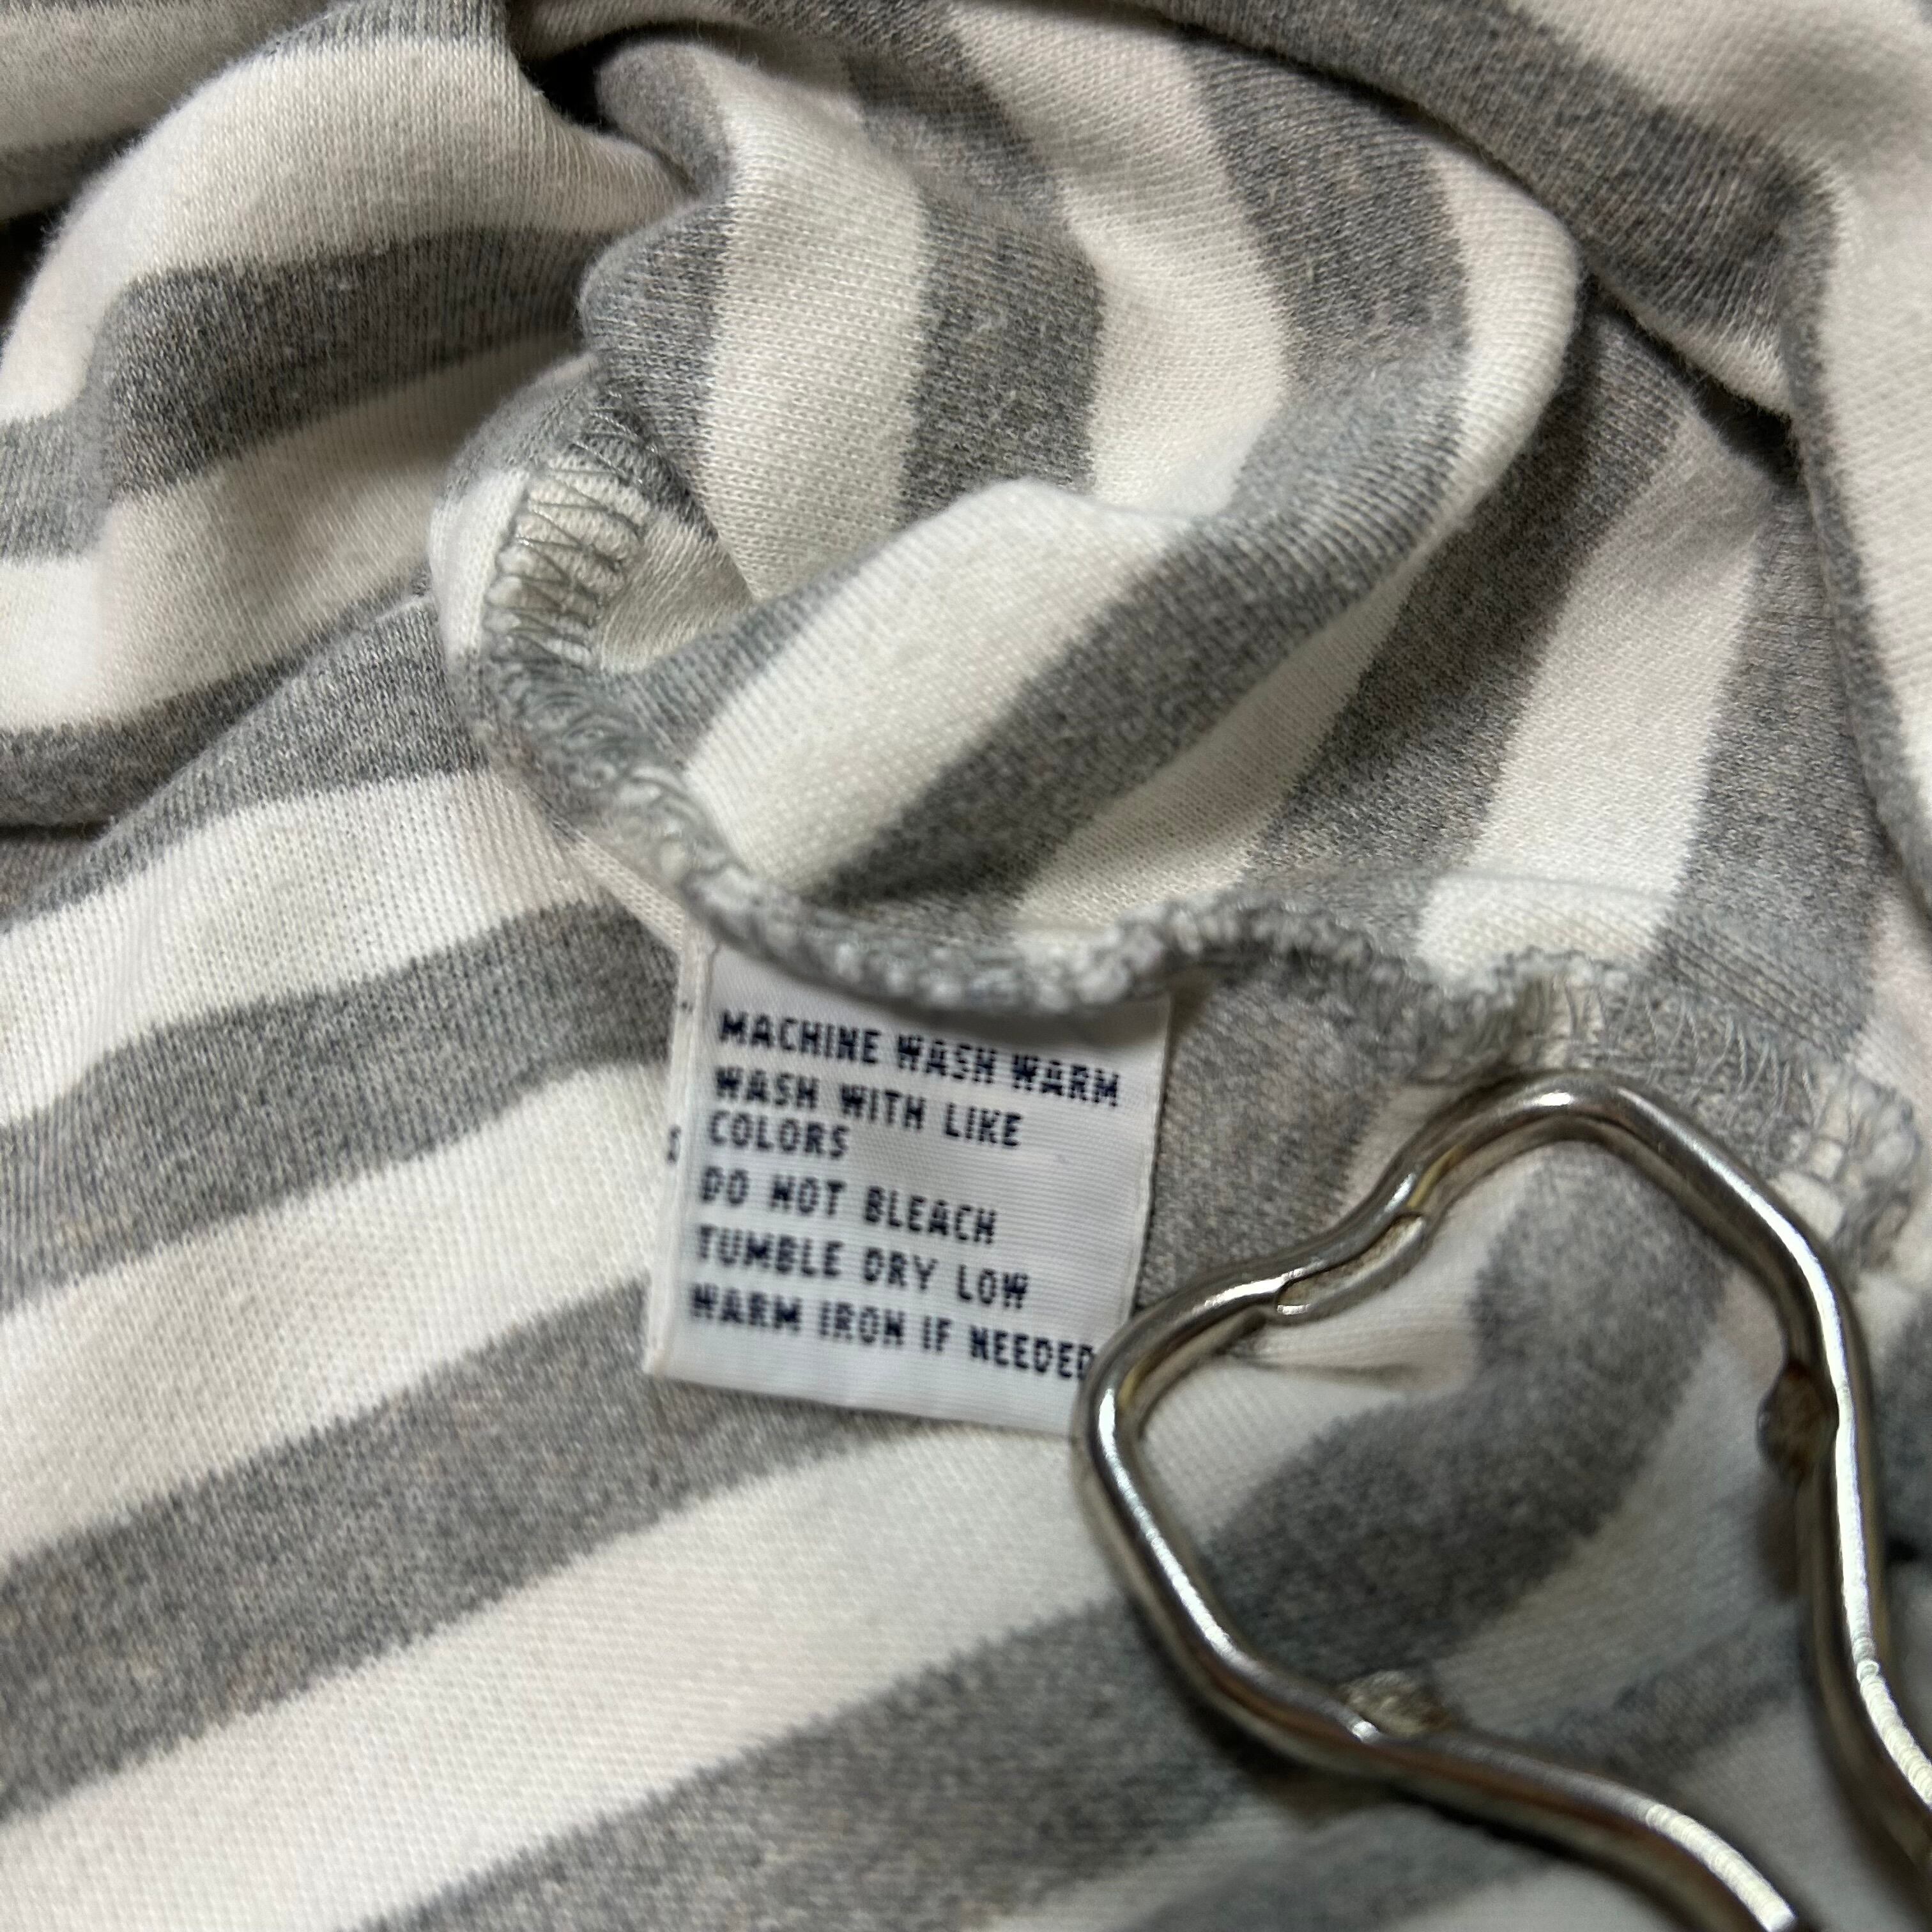 MACHINE WASH WARM
WASH WITH LIKE
COLORS
DO NOT BLEACH
TUMBLE DRY LOW
WARM IRON IF NEEDED